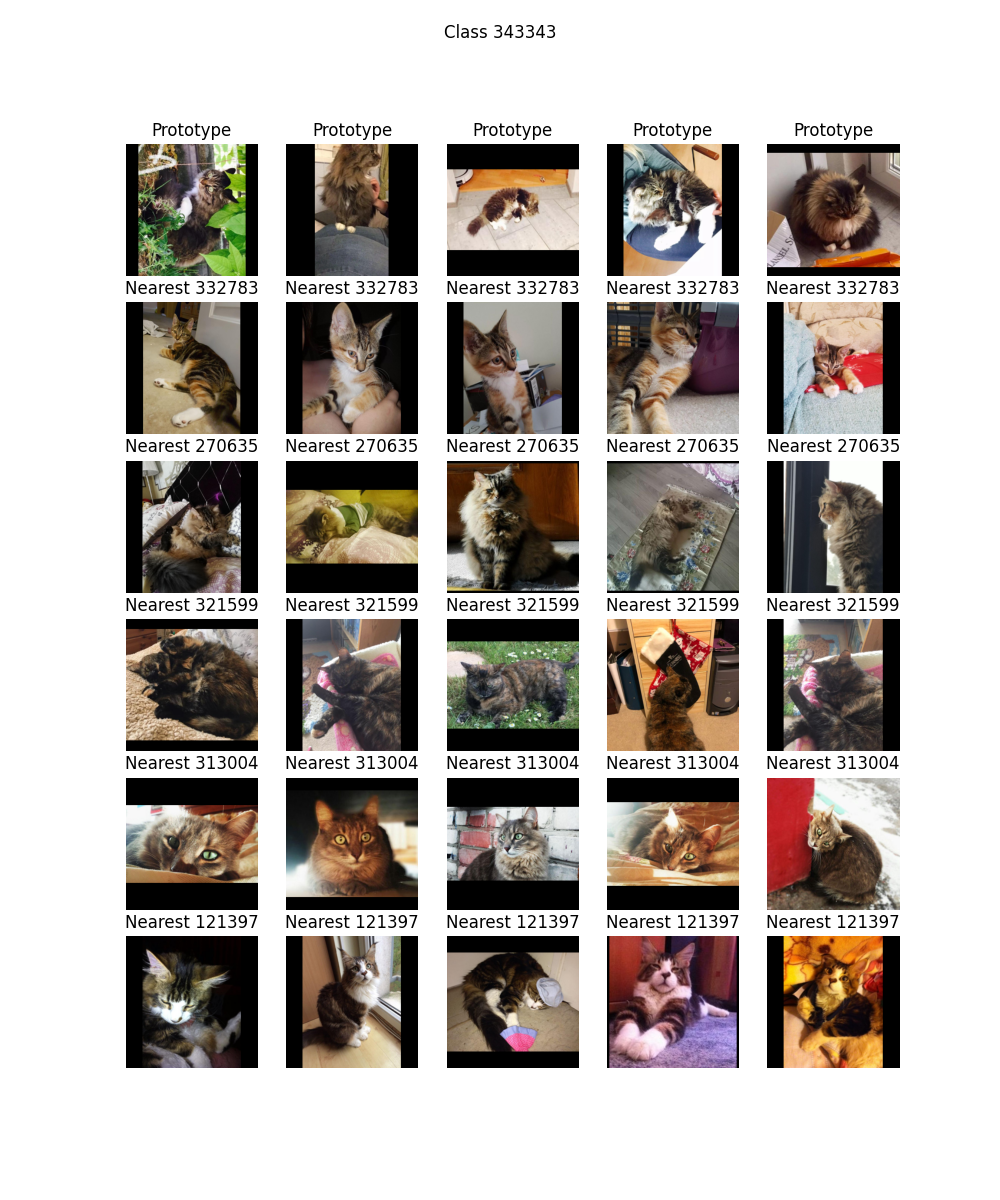 Class 343343
Prototype Prototype Prototype Prototype Prototype
Nearest 332783 Nearest 332783 Nearest 332783 Nearest 332783 Nearest 332783
Nearest 270635 Nearest 270635 Nearest 270635 Nearest 270635 Nearest 270635
Nearest 321599 Nearest 321599 Nearest 321599 Nearest 321599 Nearest 321599
Nearest 313004 Nearest 313004 Nearest 313004 Nearest 313004 Nearest 313004
Nearest 121397 Nearest 121397 Nearest 121397 Nearest 121397 Nearest 121397